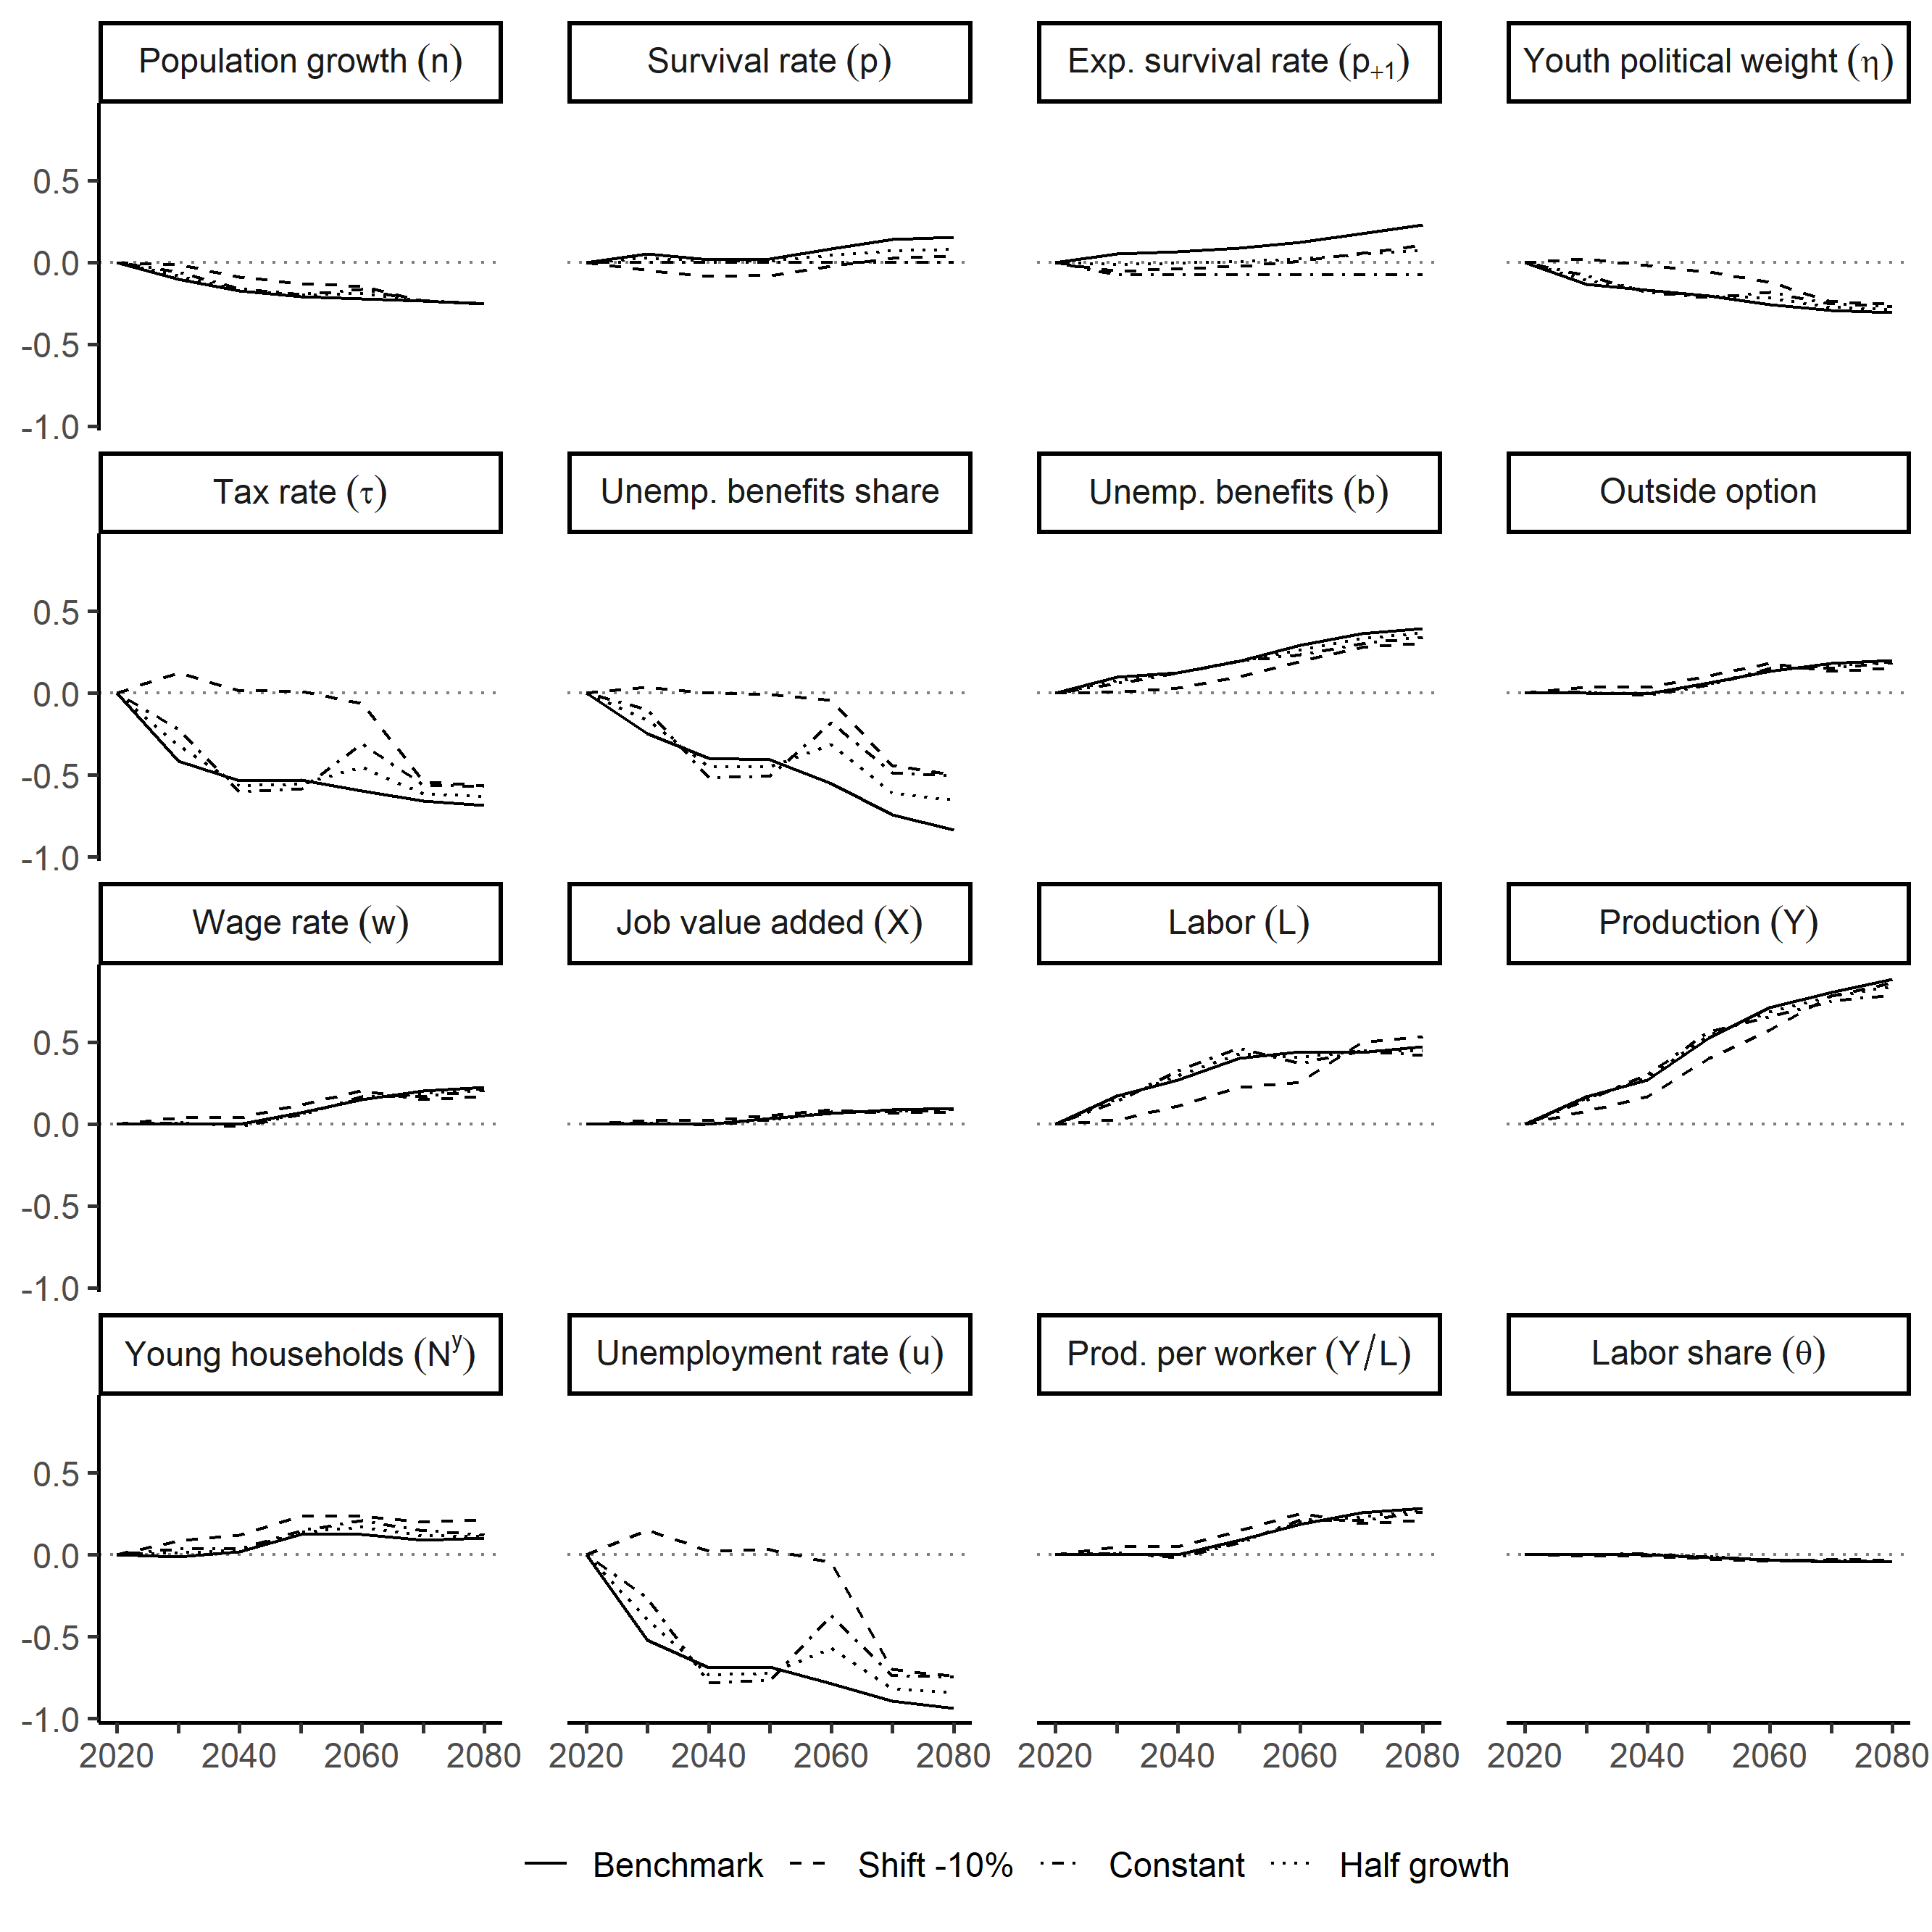 Population growth (n) Survival rate (p) Exp. survival rate (p+1) Youth political weight (η)
0.5
0.0
-0.5
-1.0
Tax rate (τ) Unemp. benefits share Unemp. benefits (b) Outside option
0.5
0.0
-0.5
-1.0
Wage rate (w) Job value added (X) Labor (L) Production (Y)
0.5
0.0
-0.5
-1.0
Young households (Nʸ) Unemployment rate (u) Prod. per worker (Y/L) Labor share (θ)
0.5
0.0
-0.5
-1.0
2020 2040 2060 2080 2020 2040 2060 2080 2020 2040 2060 2080 2020 2040 2060 2080
Benchmark Shift -10% Constant Half growth